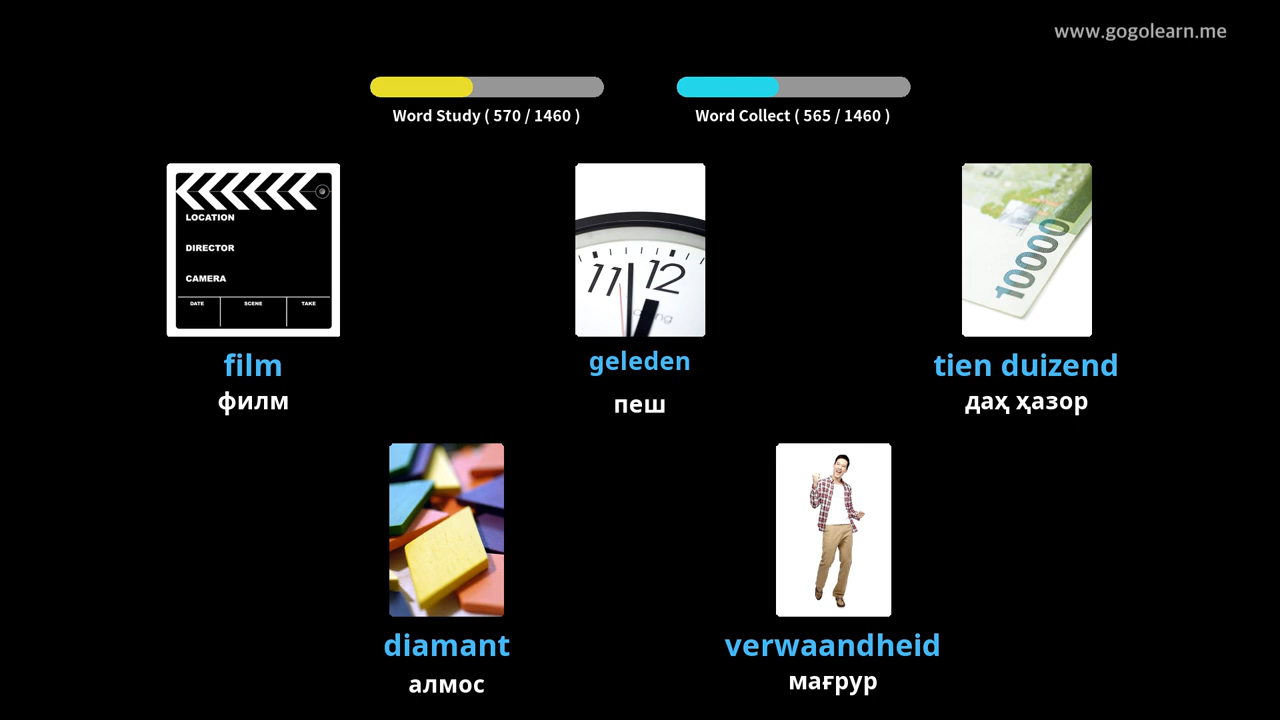 www.gogolearn.me
Word Study ( 570 / 1460 )
Word Collect ( 565 / 1460 )
LOCATION
DIRECTOR
CAMERA
DATE SCENE TAKE
11 12
10000
film
geleden
tien duizend
филм
пеш
даҳ ҳазор
diamant
verwaandheid
алмос
мағрур